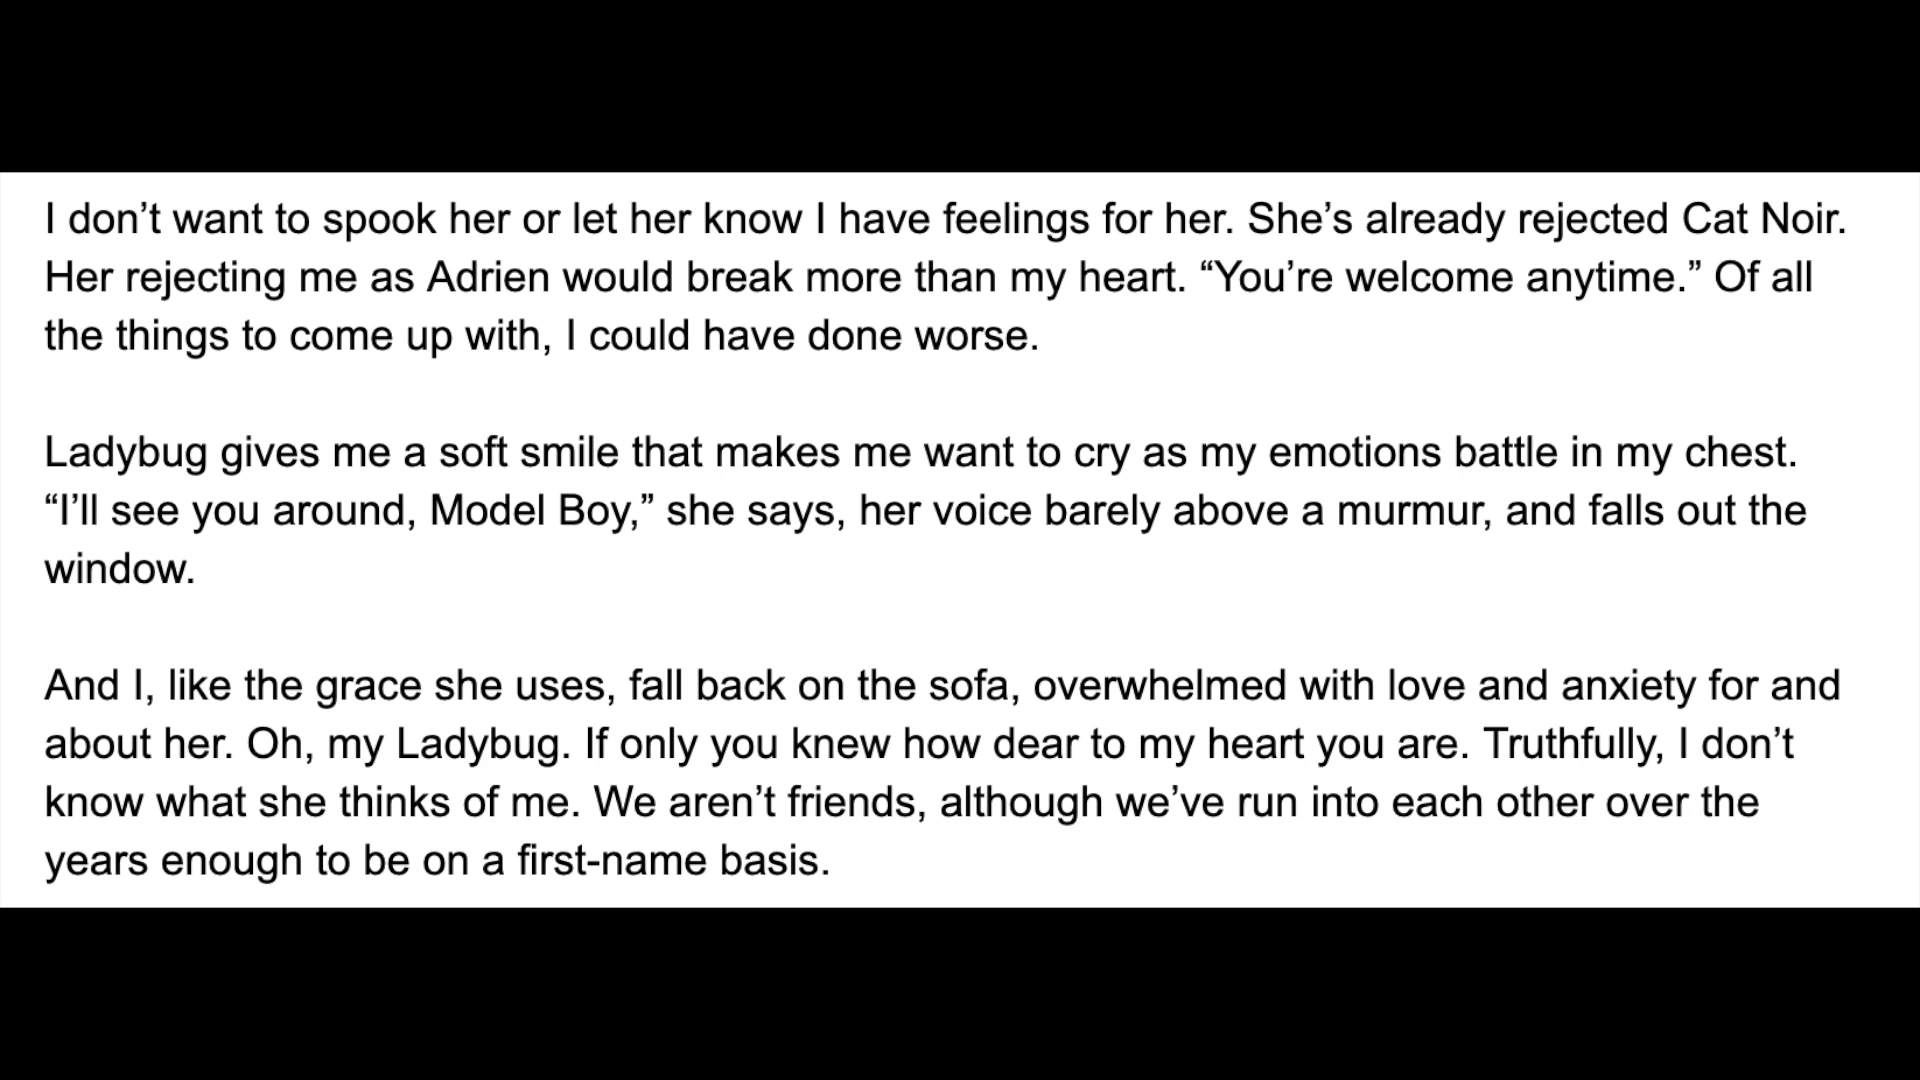 I don’t want to spook her or let her know I have feelings for her. She’s already rejected Cat Noir.
Her rejecting me as Adrien would break more than my heart. “You’re welcome anytime.” Of all
the things to come up with, I could have done worse.
Ladybug gives me a soft smile that makes me want to cry as my emotions battle in my chest.
“I’ll see you around, Model Boy,” she says, her voice barely above a murmur, and falls out the
window.
And I, like the grace she uses, fall back on the sofa, overwhelmed with love and anxiety for and
about her. Oh, my Ladybug. If only you knew how dear to my heart you are. Truthfully, I don’t
know what she thinks of me. We aren’t friends, although we’ve run into each other over the
years enough to be on a first-name basis.